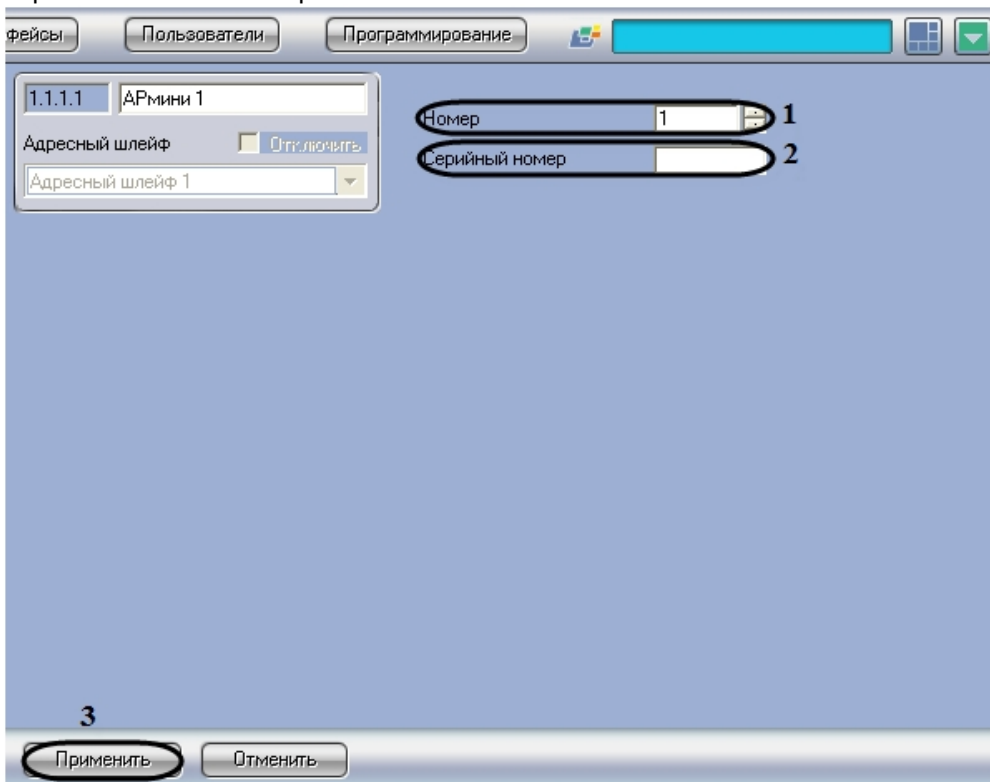 фейсы Пользователи Программирование
1.1.1.1 АРмини 1
Адресный шлейф Отключить
Адресный шлейф 1
Номер 1 1
Серийный номер 2
3
Применить Отменить